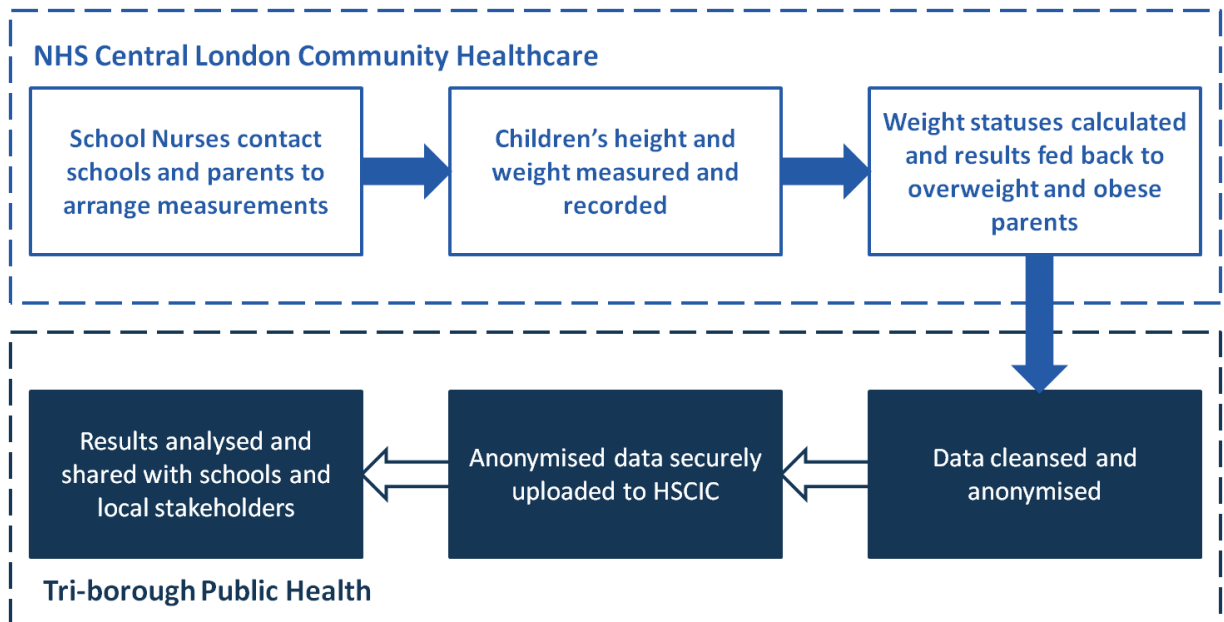 NHS Central London Community Healthcare
School Nurses contact
schools and parents to
arrange measurements
Children’s height and
weight measured and
recorded
Weight statuses calculated
and results fed back to
overweight and obese
parents
Results analysed and
shared with schools and
local stakeholders
Anonymised data securely
uploaded to HSCIC
Data cleansed and
anonymised
Tri-borough Public Health